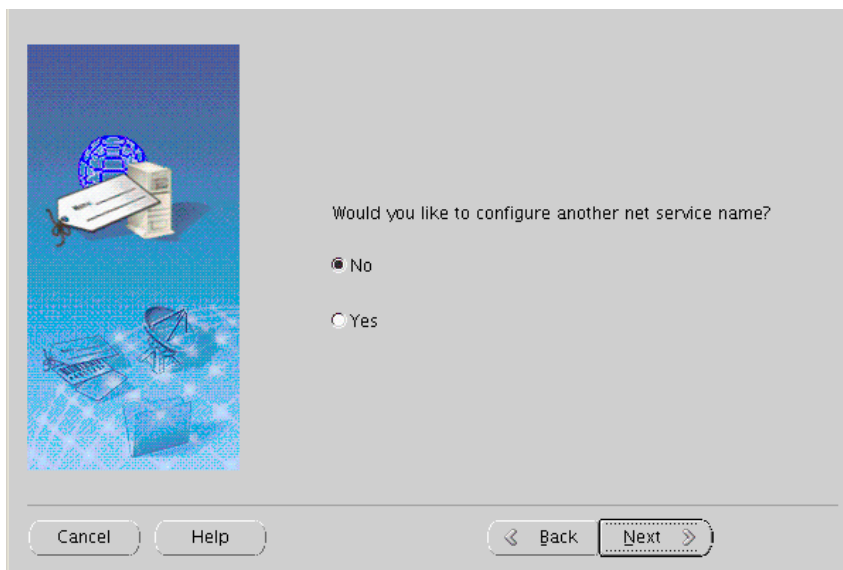 Would you like to configure another net service name?
No
Yes
Cancel
Help
Back
Next